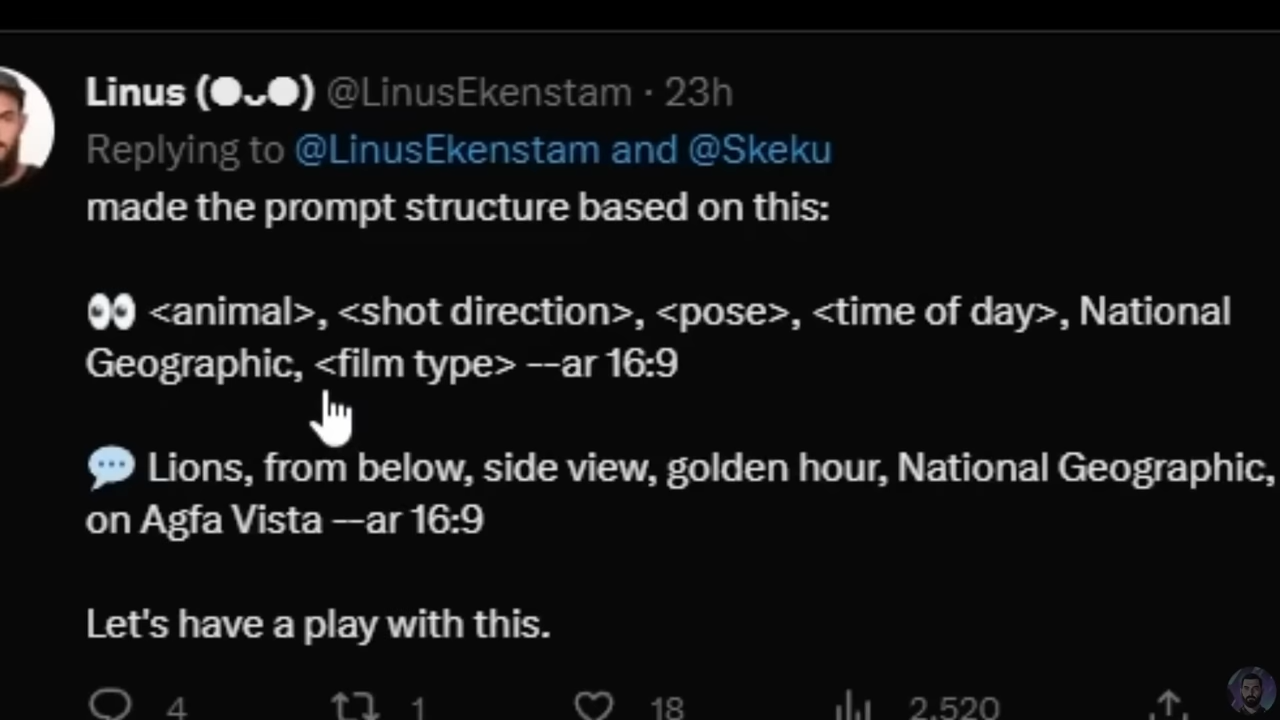 Linus (●ᴗ●) @LinusEkenstam · 23h
Replying to @LinusEkenstam and @Skeku
made the prompt structure based on this:
👀 <animal>, <shot direction>, <pose>, <time of day>, National
Geographic, <film type> --ar 16:9
💬 Lions, from below, side view, golden hour, National Geographic,
on Agfa Vista --ar 16:9
Let's have a play with this.
4 1 18 2,520